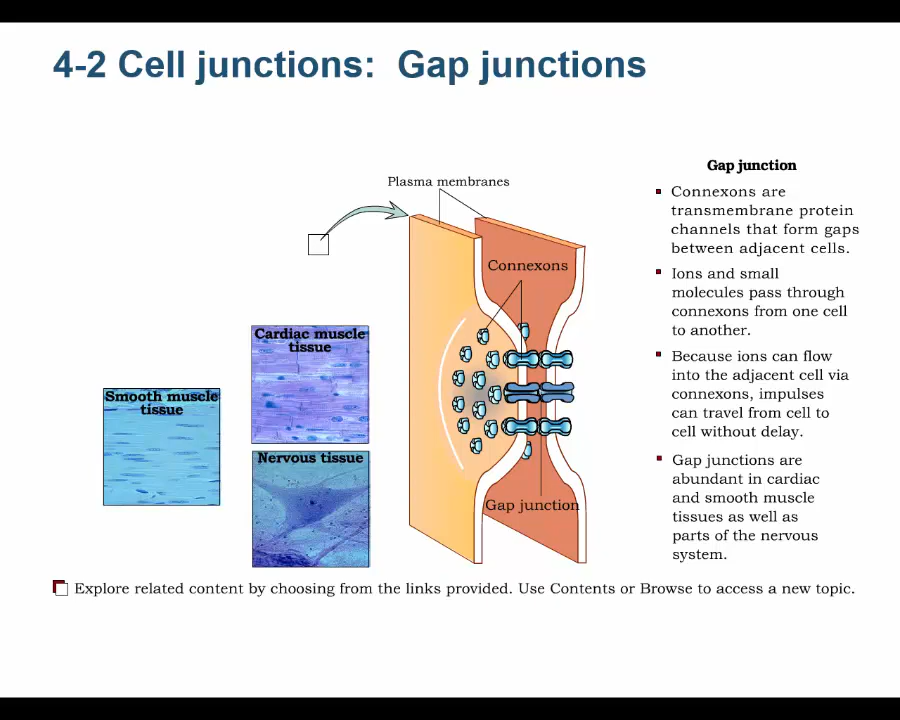 4-2 Cell junctions:  Gap junctions
Plasma membranes
Connexons
Gap junction
Cardiac muscle
tissue
Smooth muscle
tissue
Nervous tissue
Gap junction
Connexons are
transmembrane protein
channels that form gaps
between adjacent cells.
Ions and small
molecules pass through
connexons from one cell
to another.
Because ions can flow
into the adjacent cell via
connexons, impulses
can travel from cell to
cell without delay.
Gap junctions are
abundant in cardiac
and smooth muscle
tissues as well as
parts of the nervous
system.
Explore related content by choosing from the links provided. Use Contents or Browse to access a new topic.